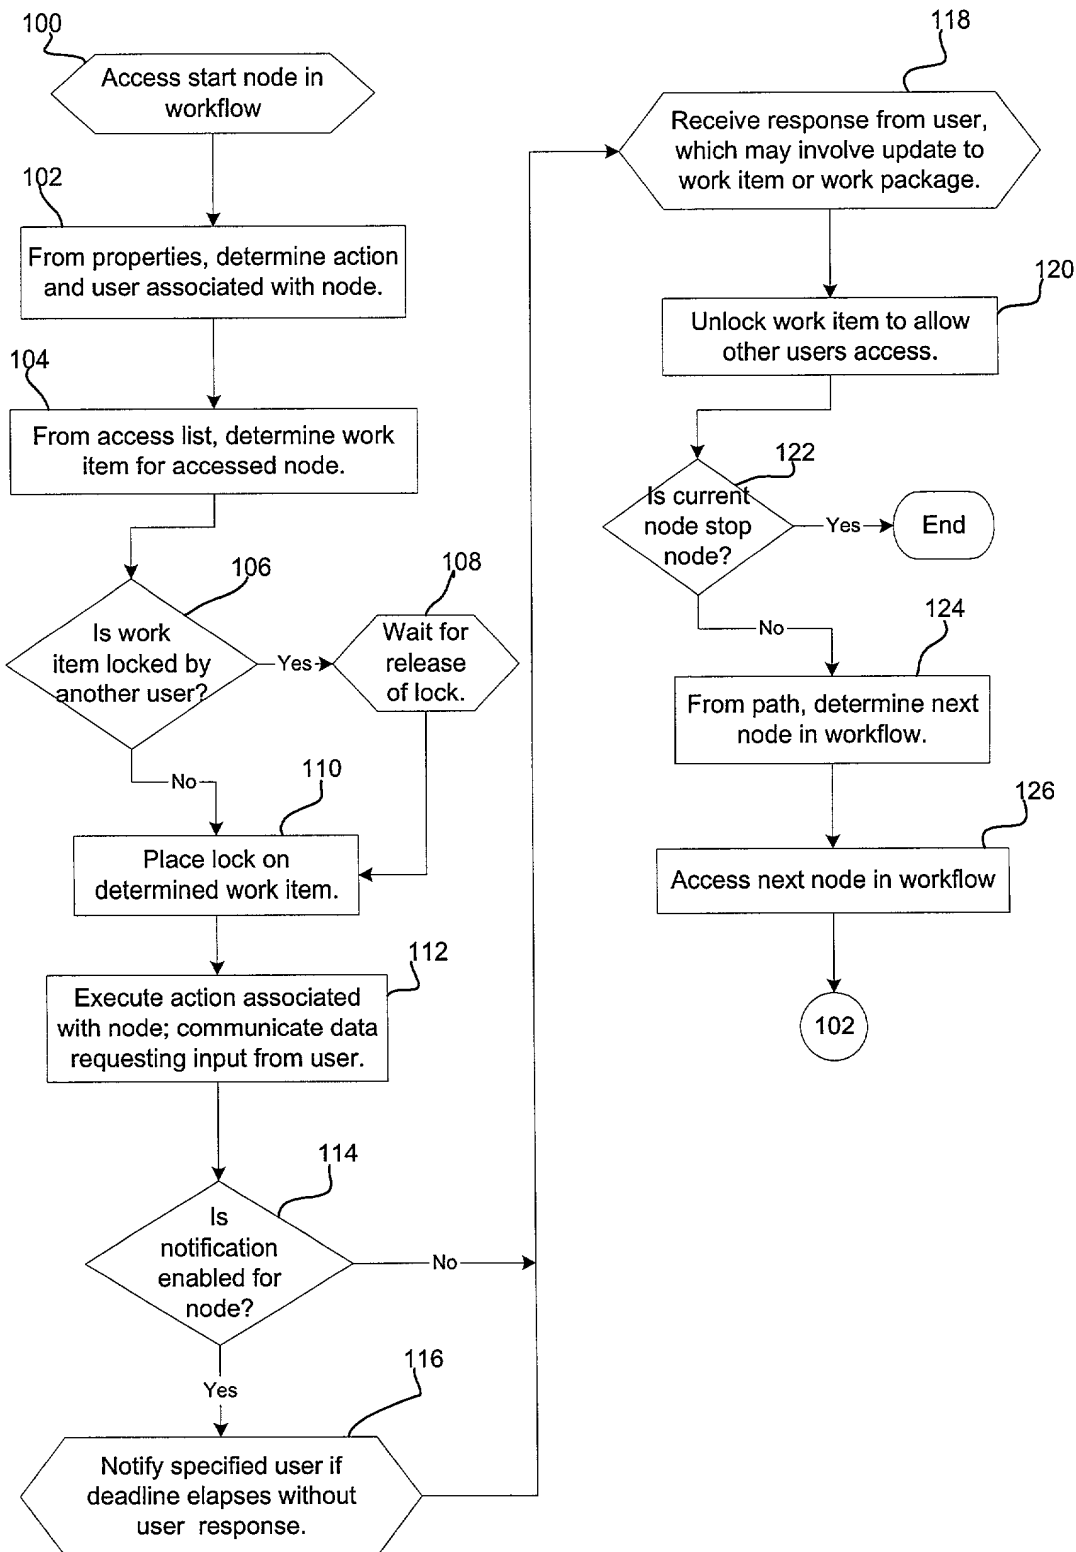 100
Access start node in
workflow
102
From properties, determine action
and user associated with node.
104
From access list, determine work
item for accessed node.
106
Is work
item locked by
another user?
Yes
108
Wait for
release
of lock.
No
110
Place lock on
determined work item.
112
Execute action associated
with node; communicate data
requesting input from user.
114
Is
notification
enabled for
node?
No
Yes
116
Notify specified user if
deadline elapses without
user response.
118
Receive response from user,
which may involve update to
work item or work package.
120
Unlock work item to allow
other users access.
122
Is current
node stop
node?
Yes
End
No
124
From path, determine next
node in workflow.
126
Access next node in workflow
102